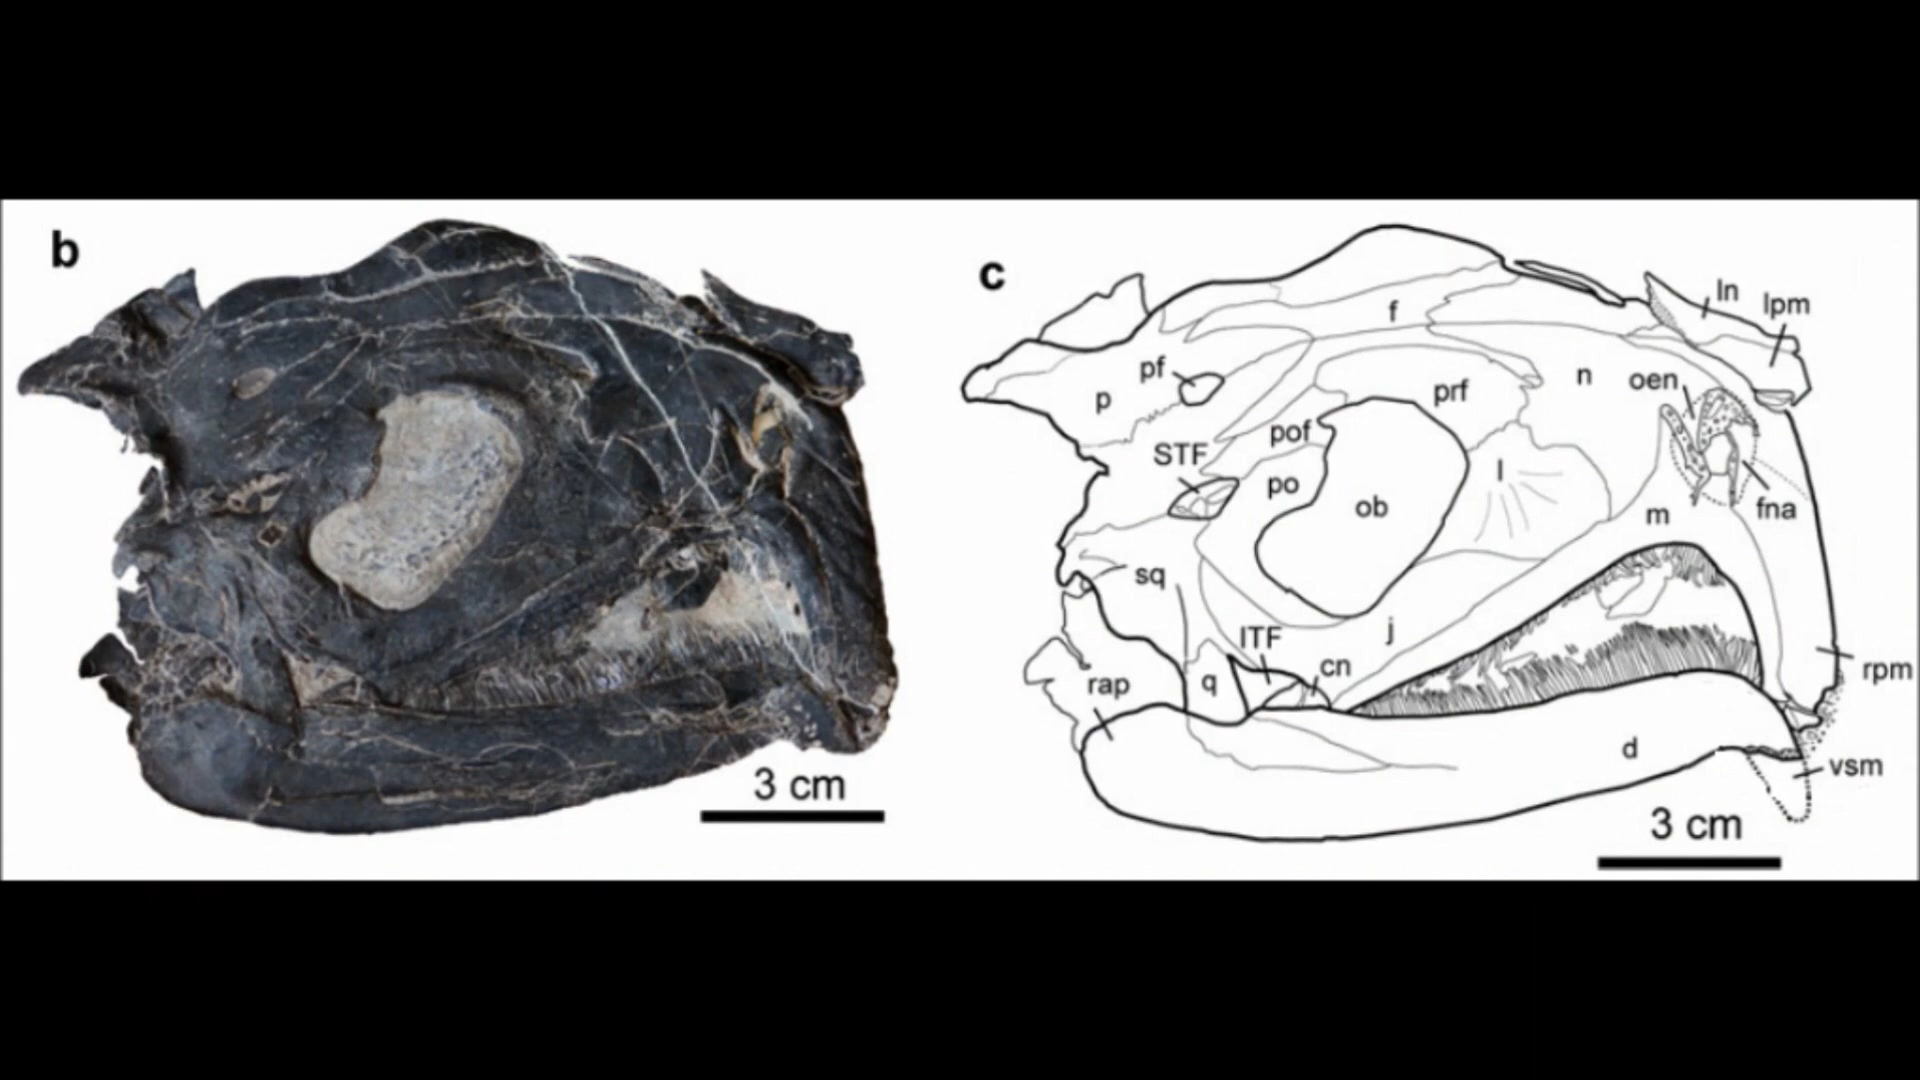 b
3 cm
c
f
ln
lpm
pf
p
prf
n
oen
pof
STF
po
ob
l
m
fna
sq
j
lTF
cn
rap
q
rpm
d
vsm
3 cm